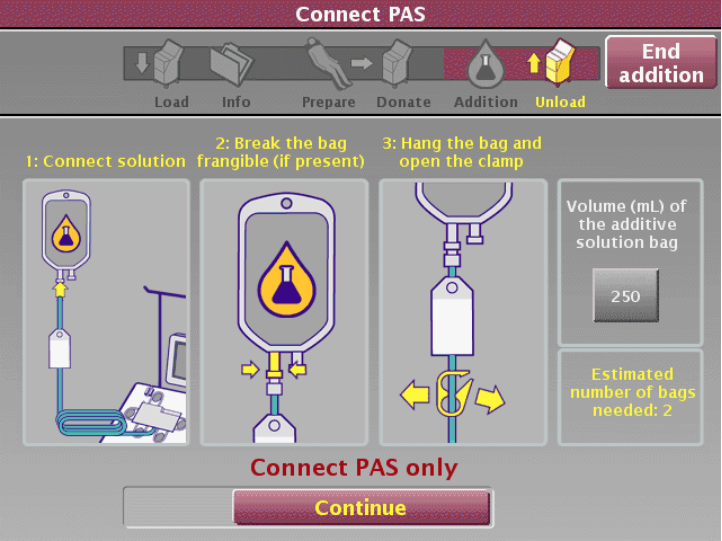 Connect PAS
End
addition
Load
Info
Prepare
Donate
Addition
Unload
1: Connect solution
2: Break the bag
frangible (if present)
3: Hang the bag and
open the clamp
Volume (mL) of
the additive
solution bag
250
Estimated
number of bags
needed: 2
Connect PAS only
Continue